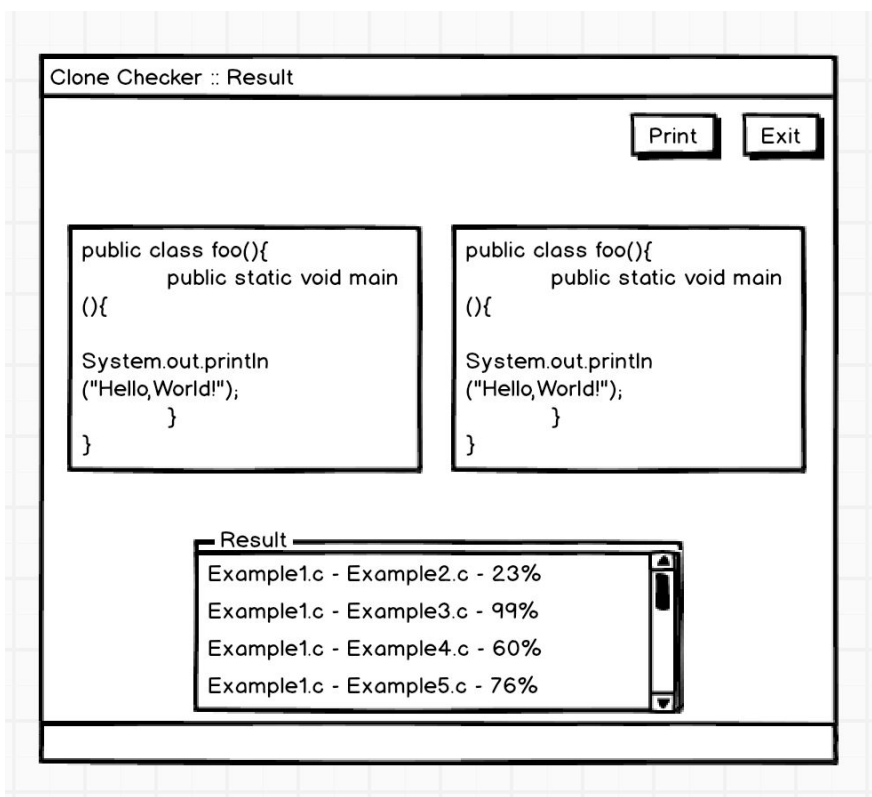 Clone Checker :: Result
Print
Exit
public class foo(){
public static void main
(){
System.out.println
("Hello,World!");
}
}
public class foo(){
public static void main
(){
System.out.println
("Hello,World!");
}
}
Result
Example1.c - Example2.c - 23%
Example1.c - Example3.c - 99%
Example1.c - Example4.c - 60%
Example1.c - Example5.c - 76%